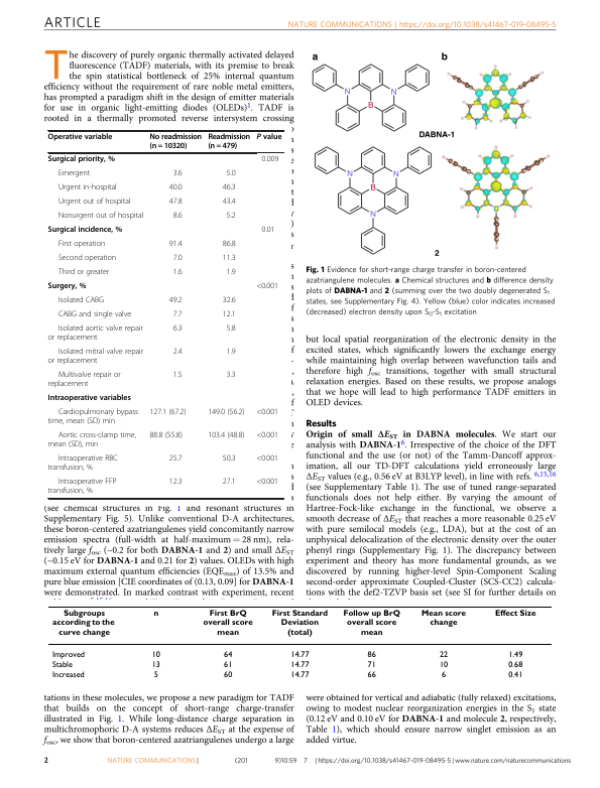 ARTICLE
NATURE COMMUNICATIONS | https://doi.org/10.1038/s41467-019-08495-5
The discovery of purely organic thermally activated delayed
fluorescence (TADF) materials, with its premise to break
the spin statistical bottleneck of 25% internal quantum
efficiency without the requirement of rare noble metal emitters,
has prompted a paradigm shift in the design of emitter materials
for use in organic light-emitting diodes (OLEDs)1. TADF is
rooted in a thermally promoted reverse intersystem crossing
Operative variable No readmission Readmission P value
(n = 10320) (n = 479)
Surgical priority, % 0.009
Emergent 3.6 5.0
Urgent in-hospital 40.0 46.3
Urgent out of hospital 47.8 43.4
Nonurgent out of hospital 8.6 5.2
Surgical incidence, % 0.01
First operation 91.4 86.8
Second operation 7.0 11.3
Third or greater 1.6 1.9
Surgery, % <0.001
Isolated CABG 49.2 32.6
CABG and single valve 7.7 12.1
Isolated aortic valve repair 6.3 5.8
or replacement
Isolated mitral valve repair 2.4 1.9
or replacement
Multivalve repair or 1.5 3.3
replacement
Intraoperative variables
Cardiopulmonary bypass 127.1 (67.2) 149.0 (56.2) <0.001
time, mean (SD) min
Aortic cross-clamp time, 88.8 (55.8) 103.4 (48.8) <0.001
mean (SD), min
Intraoperative RBC 25.7 50.3 <0.001
transfusion, %
Intraoperative FFP 12.3 27.1 <0.001
transfusion, %
(see chemical structures in Fig. 1 and resonant structures in
Supplementary Fig. 5). Unlike conventional D-A architectures,
these boron-centered azatriangulenes yield concomitantly narrow
emission spectra (full-width at half-maximum = 28 nm), rela-
tively large fosc (~0.2 for both DABNA-1 and 2) and small ΔEST
(~0.15 eV for DABNA-1 and 0.21 for 2) values. OLEDs with high
maximum external quantum efficiencies (EQEmax) of 13.5% and
pure blue emission [CIE coordinates of (0.13, 0.09] for DABNA-1
were demonstrated. In marked contrast with experiment, recent
a
b
N
N
B
DABNA-1
N
N
B
N
2
Fig. 1 Evidence for short-range charge transfer in boron-centered
azatriangulene molecules. a Chemical structures and b difference density
plots of DABNA-1 and 2 (summing over the two doubly degenerated S1
states, see Supplementary Fig. 4). Yellow (blue) color indicates increased
(decreased) electron density upon S0-S1 excitation
but local spatial reorganization of the electronic density in the
excited states, which significantly lowers the exchange energy
while maintaining high overlap between wavefunction tails and
therefore high fosc transitions, together with small structural
relaxation energies. Based on these results, we propose analogs
that we hope will lead to high performance TADF emitters in
OLED devices.
Results
Origin of small ΔEST in DABNA molecules. We start our
analysis with DABNA-16. Irrespective of the choice of the DFT
functional and the use (or not) of the Tamm-Dancoff approx-
imation, all our TD-DFT calculations yield erroneously large
ΔEST values (e.g., 0.56 eV at B3LYP level), in line with refs. 6,15,16
(see Supplementary Table 1). The use of tuned range-separated
functionals does not help either. By varying the amount of
Hartree-Fock-like exchange in the functional, we observe a
smooth decrease of ΔEST that reaches a more reasonable 0.25 eV
with pure semilocal models (e.g., LDA), but at the cost of an
unphysical delocalization of the electronic density over the outer
phenyl rings (Supplementary Fig. 1). The discrepancy between
experiment and theory has more fundamental grounds, as we
discovered by running higher-level Spin-Component Scaling
second-order approximate Coupled-Cluster (SCS-CC2) calcula-
tions with the def2-TZVP basis set (see SI for further details on
Subgroups n First BrQ First Standard Follow up BrQ Mean score Effect Size
according to the overall score Deviation overall score change
curve change mean (total) mean
Improved 10 64 14.77 86 22 1.49
Stable 13 61 14.77 71 10 0.68
Increased 5 60 14.77 66 6 0.41
tations in these molecules, we propose a new paradigm for TADF
that builds on the concept of short-range charge-transfer
illustrated in Fig. 1. While long-distance charge separation in
multichromophoric D-A systems reduces ΔEST at the expense of
fosc, we show that boron-centered azatriangulenes undergo a large
were obtained for vertical and adiabatic (fully relaxed) excitations,
owing to modest nuclear reorganization energies in the S1 state
(0.12 eV and 0.10 eV for DABNA-1 and molecule 2, respectively,
Table 1), which should ensure narrow singlet emission as an
added virtue.
2 NATURE COMMUNICATIONS| (201 9)10:59 7 |https://doi.org/10.1038/s41467-019-08495-5|www.nature.com/naturecommunications